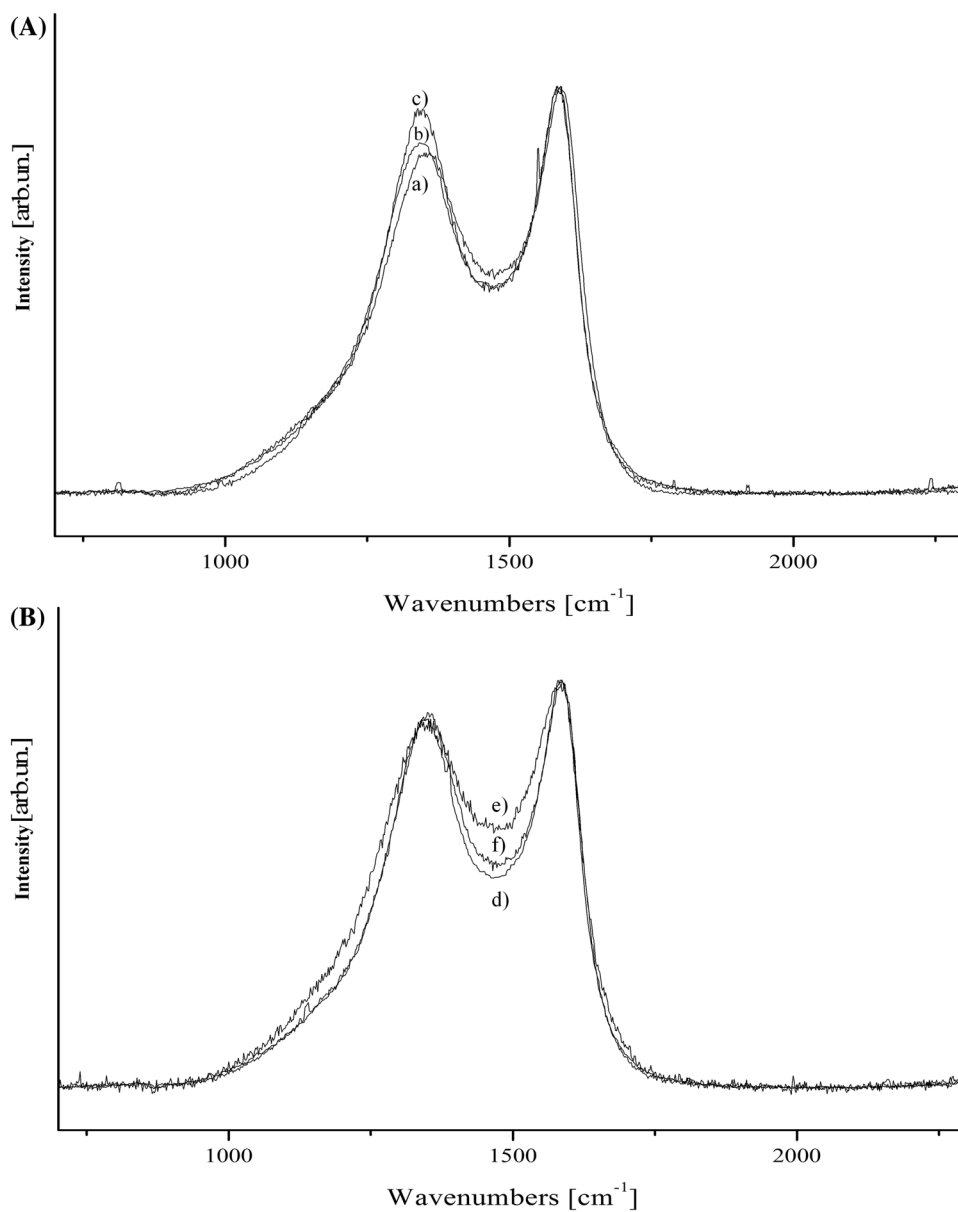 (A)
c)
b)
a)
Intensity [arb.un.]
1000 1500 2000
Wavenumbers [cm-1]
(B)
e)
f)
d)
Intensity [arb.un.]
1000 1500 2000
Wavenumbers [cm-1]